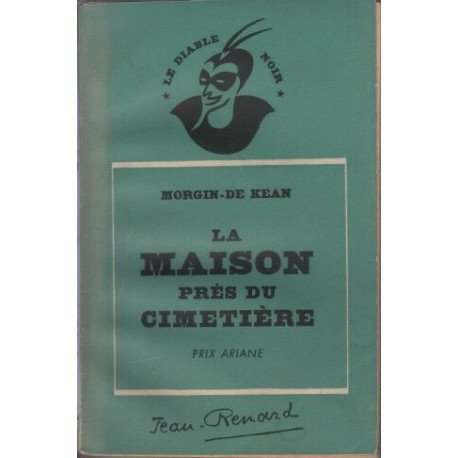 ★ LE DIABLE NOIR ★
MORGIN-DE KEAN
LA
MAISON
PRÈS DU
CIMETIÈRE
PRIX ARIANE
Jean-Renard